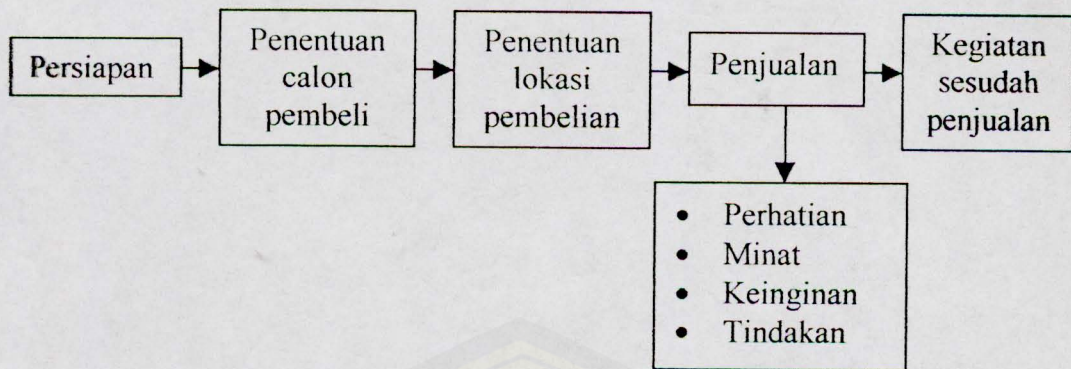 Persiapan
Penentuan
calon
pembeli
Penentuan
lokasi
pembelian
Penjualan
Kegiatan
sesudah
penjualan
• Perhatian
• Minat
• Keinginan
• Tindakan